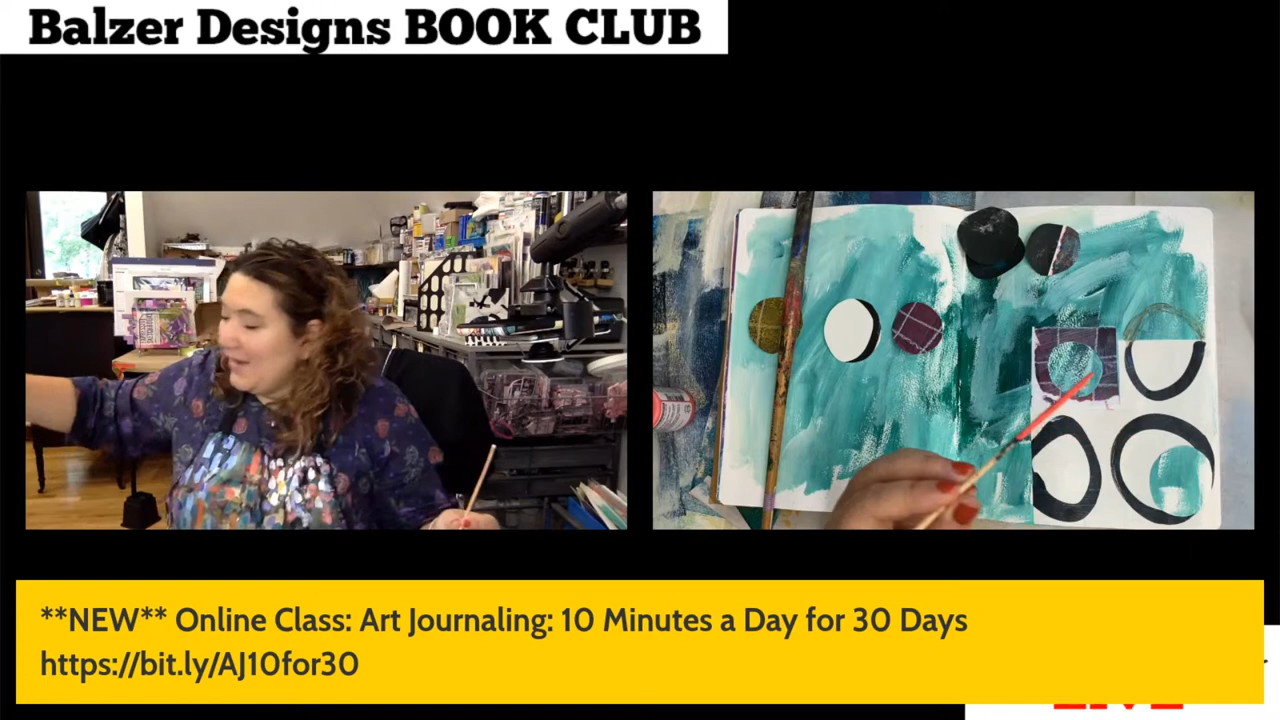 Balzer Designs BOOK CLUB
**NEW** Online Class: Art Journaling: 10 Minutes a Day for 30 Days
https://bit.ly/AJ10for30